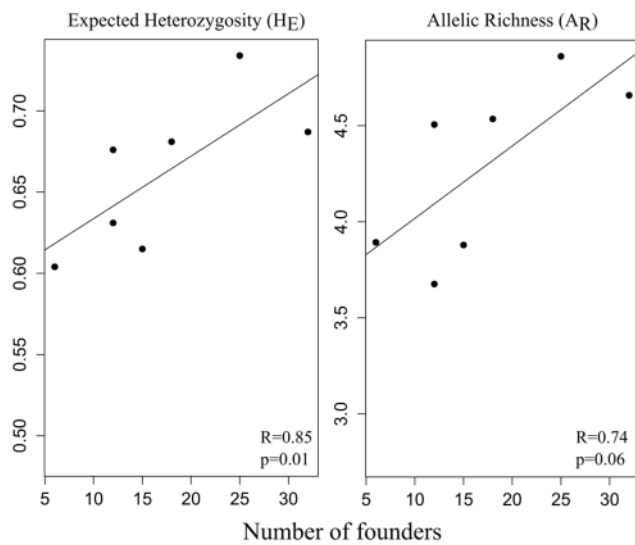 Expected Heterozygosity (HE)
0.70
0.65
0.60
0.55
0.50
R=0.85
p=0.01
5 10 15 20 25 30
Allelic Richness (AR)
4.5
4.0
3.5
3.0
R=0.74
p=0.06
5 10 15 20 25 30
Number of founders